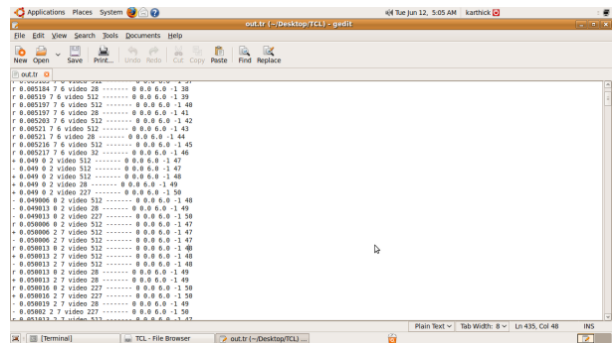 Applications Places System Tue Jun 12, 5:05 AM karthick
out.tr (~/Desktop/TCL) - gedit
File Edit View Search Tools Documents Help
New Open Save Print... Undo Redo Cut Copy Paste Find Replace
out.tr
r 0.005184 7 6 video 28 ------- 0 0.0 6.0 -1 38
r 0.00519 7 6 video 512 ------- 0 0.0 6.0 -1 39
r 0.005197 7 6 video 512 ------- 0 0.0 6.0 -1 40
r 0.005197 7 6 video 28 ------- 0 0.0 6.0 -1 41
r 0.005203 7 6 video 512 ------- 0 0.0 6.0 -1 42
r 0.00521 7 6 video 512 ------- 0 0.0 6.0 -1 43
r 0.00521 7 6 video 28 ------- 0 0.0 6.0 -1 44
r 0.005216 7 6 video 512 ------- 0 0.0 6.0 -1 45
r 0.005217 7 6 video 32 ------- 0 0.0 6.0 -1 46
+ 0.049 0 2 video 512 ------- 0 0.0 6.0 -1 47
- 0.049 0 2 video 512 ------- 0 0.0 6.0 -1 47
+ 0.049 0 2 video 512 ------- 0 0.0 6.0 -1 48
+ 0.049 0 2 video 28 ------- 0 0.0 6.0 -1 49
+ 0.049 0 2 video 227 ------- 0 0.0 6.0 -1 50
- 0.049006 0 2 video 512 ------- 0 0.0 6.0 -1 48
- 0.049013 0 2 video 28 ------- 0 0.0 6.0 -1 49
- 0.049013 0 2 video 227 ------- 0 0.0 6.0 -1 50
r 0.050006 0 2 video 512 ------- 0 0.0 6.0 -1 47
+ 0.050006 2 7 video 512 ------- 0 0.0 6.0 -1 47
- 0.050006 2 7 video 512 ------- 0 0.0 6.0 -1 47
r 0.050013 0 2 video 512 ------- 0 0.0 6.0 -1 48
+ 0.050013 2 7 video 512 ------- 0 0.0 6.0 -1 48
- 0.050013 2 7 video 512 ------- 0 0.0 6.0 -1 48
r 0.050013 0 2 video 28 ------- 0 0.0 6.0 -1 49
+ 0.050013 2 7 video 28 ------- 0 0.0 6.0 -1 49
r 0.050016 0 2 video 227 ------- 0 0.0 6.0 -1 50
+ 0.050016 2 7 video 227 ------- 0 0.0 6.0 -1 50
- 0.050019 2 7 video 28 ------- 0 0.0 6.0 -1 49
- 0.05002 2 7 video 227 ------- 0 0.0 6.0 -1 50
Plain Text Tab Width: 8 Ln 435, Col 48 INS
[Terminal] TCL - File Browser out.tr (~/Desktop/TCL) ...